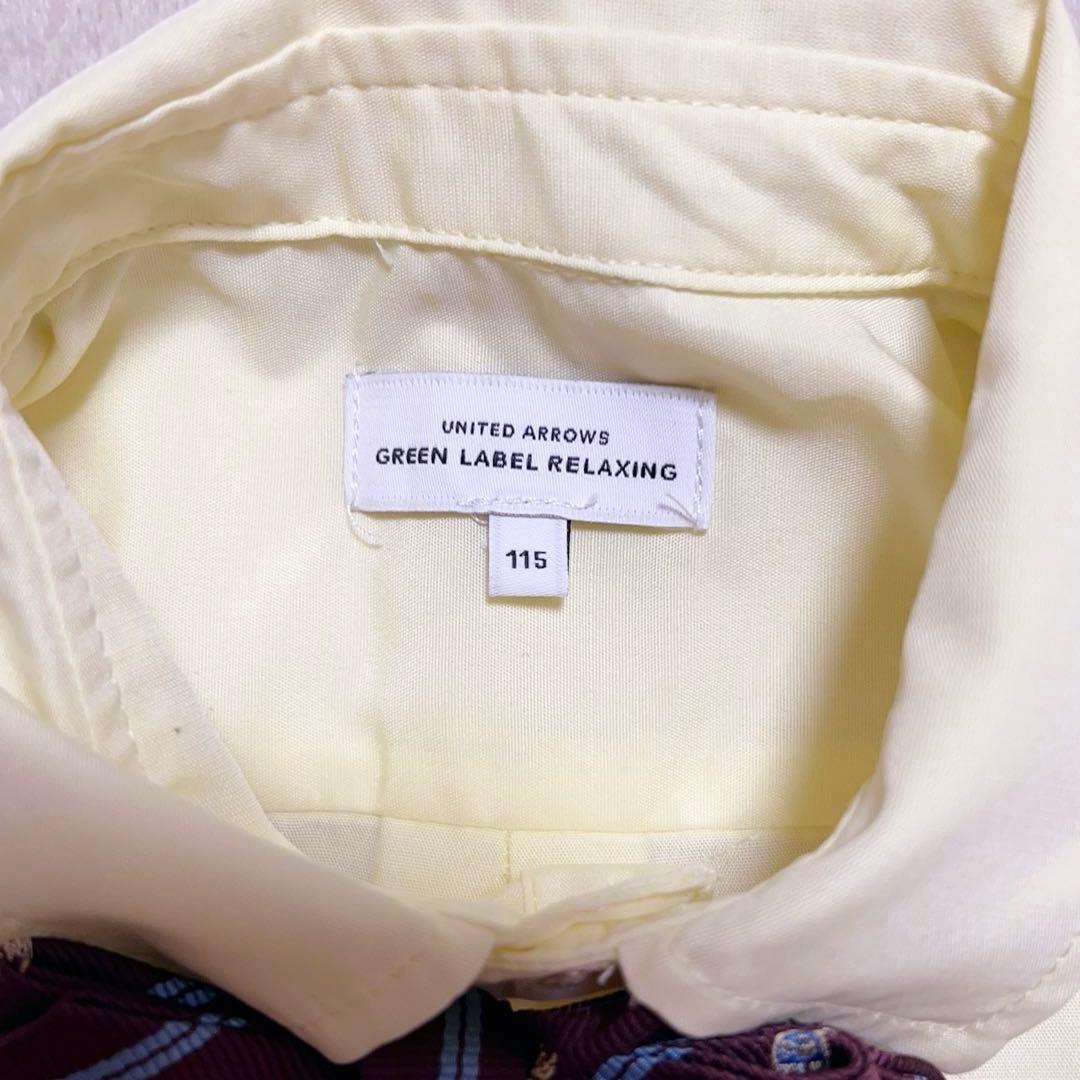 UNITED ARROWS
GREEN LABEL RELAXING
115